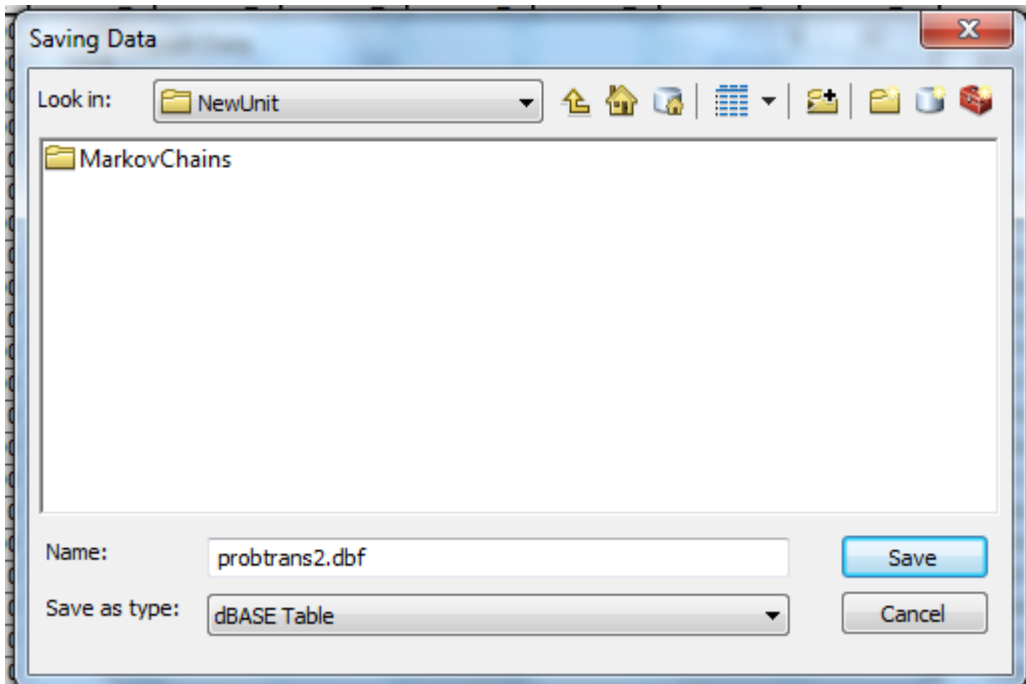 Saving Data
Look in: NewUnit
MarkovChains
Name: probtrans2.dbf Save
Save as type: dBASE Table Cancel